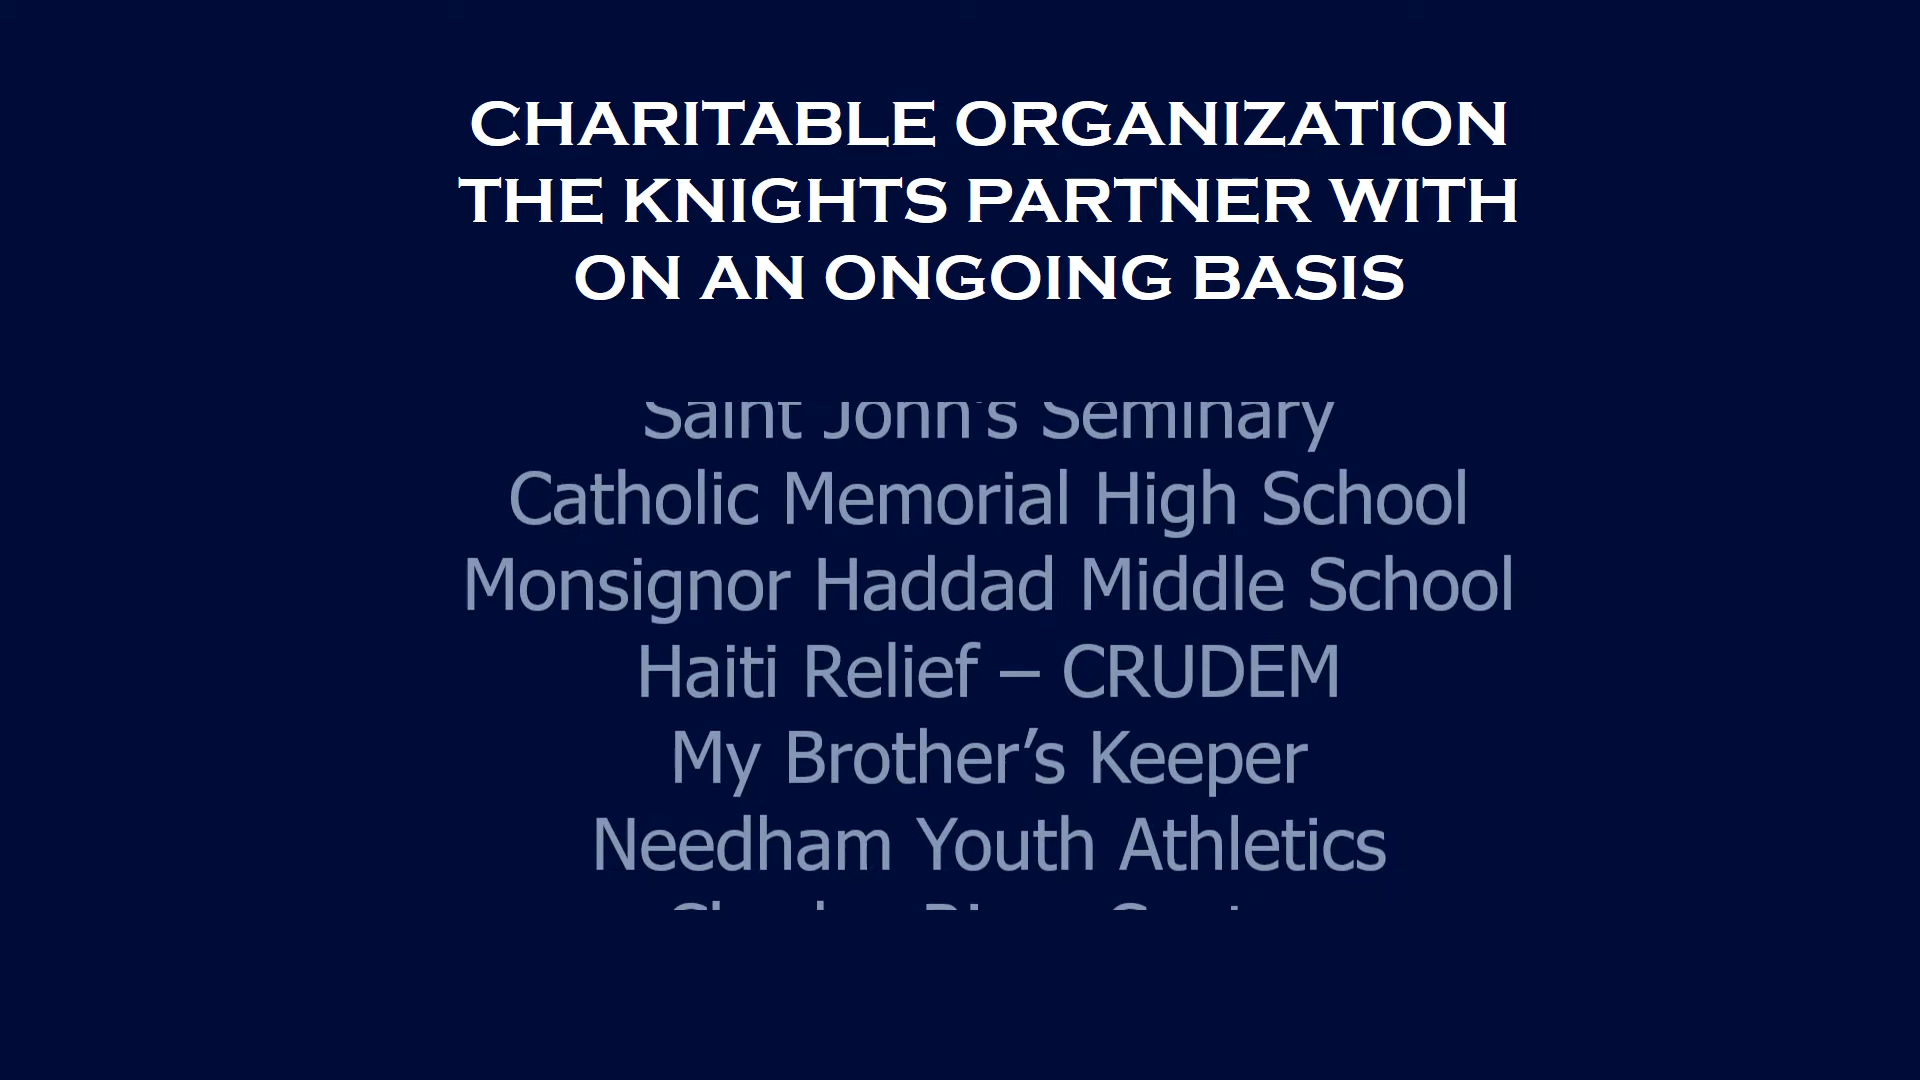 CHARITABLE ORGANIZATION
THE KNIGHTS PARTNER WITH
ON AN ONGOING BASIS
Saint John's Seminary
Catholic Memorial High School
Monsignor Haddad Middle School
Haiti Relief – CRUDEM
My Brother’s Keeper
Needham Youth Athletics